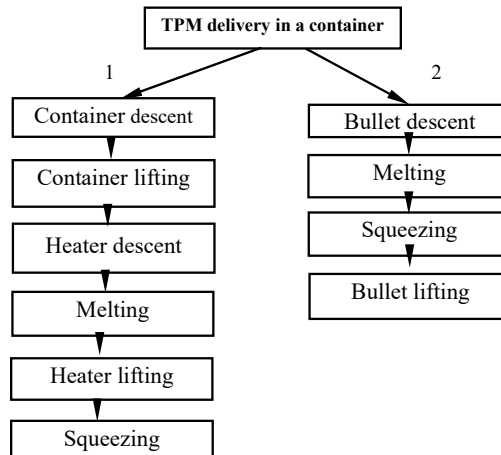 TPM delivery in a container
1
2
Container descent
Container lifting
Heater descent
Melting
Heater lifting
Squeezing
Bullet descent
Melting
Squeezing
Bullet lifting